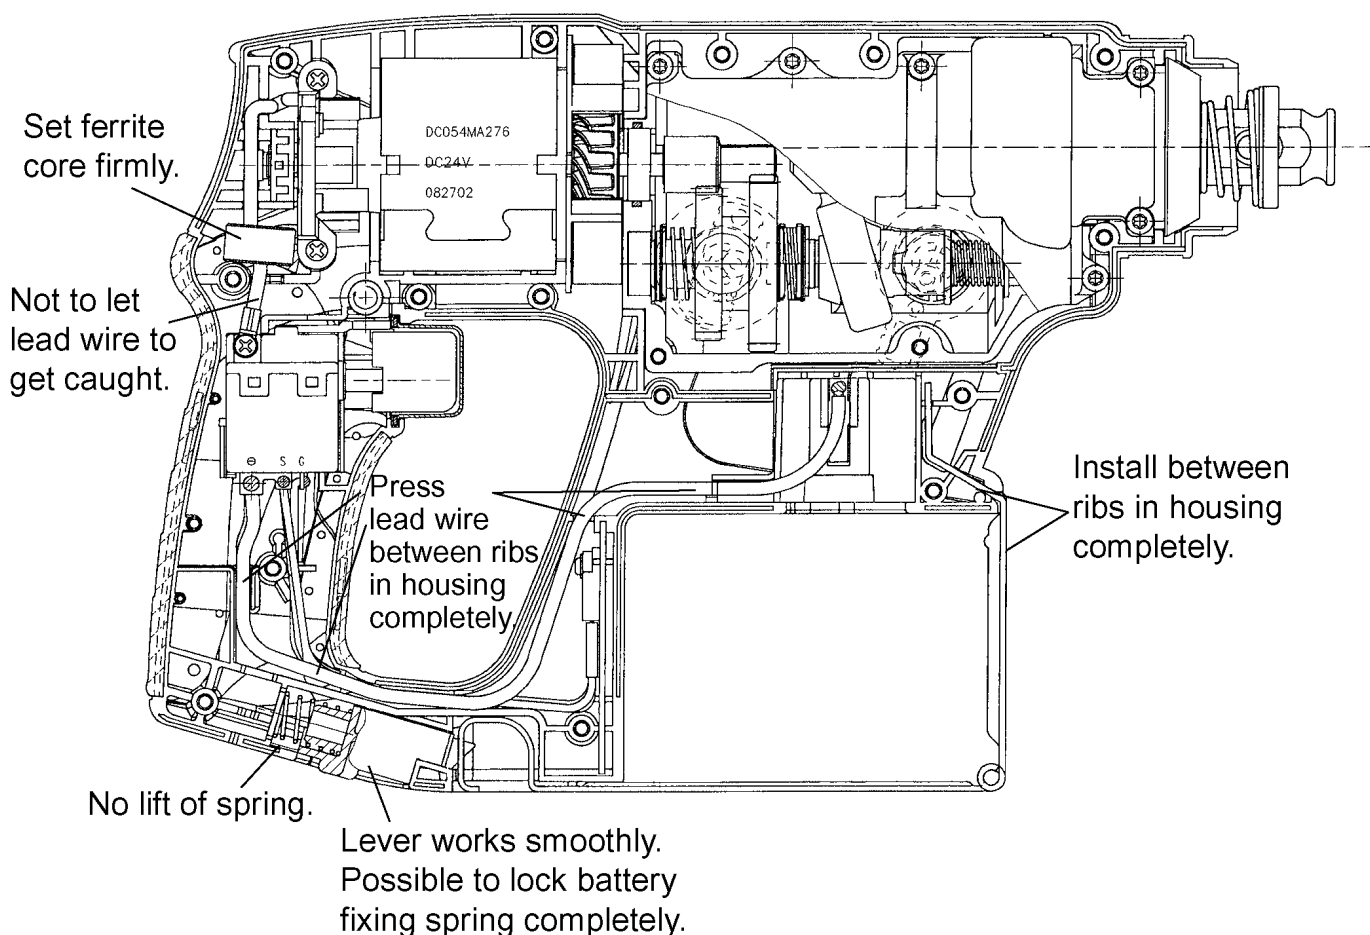 Set ferrite
core firmly.
DC054MA276
DC24V
082702
Not to let
lead wire to
get caught.
⊖ S G
Press
lead wire
between ribs
in housing
completely.
Install between
ribs in housing
completely.
No lift of spring.
Lever works smoothly.
Possible to lock battery
fixing spring completely.